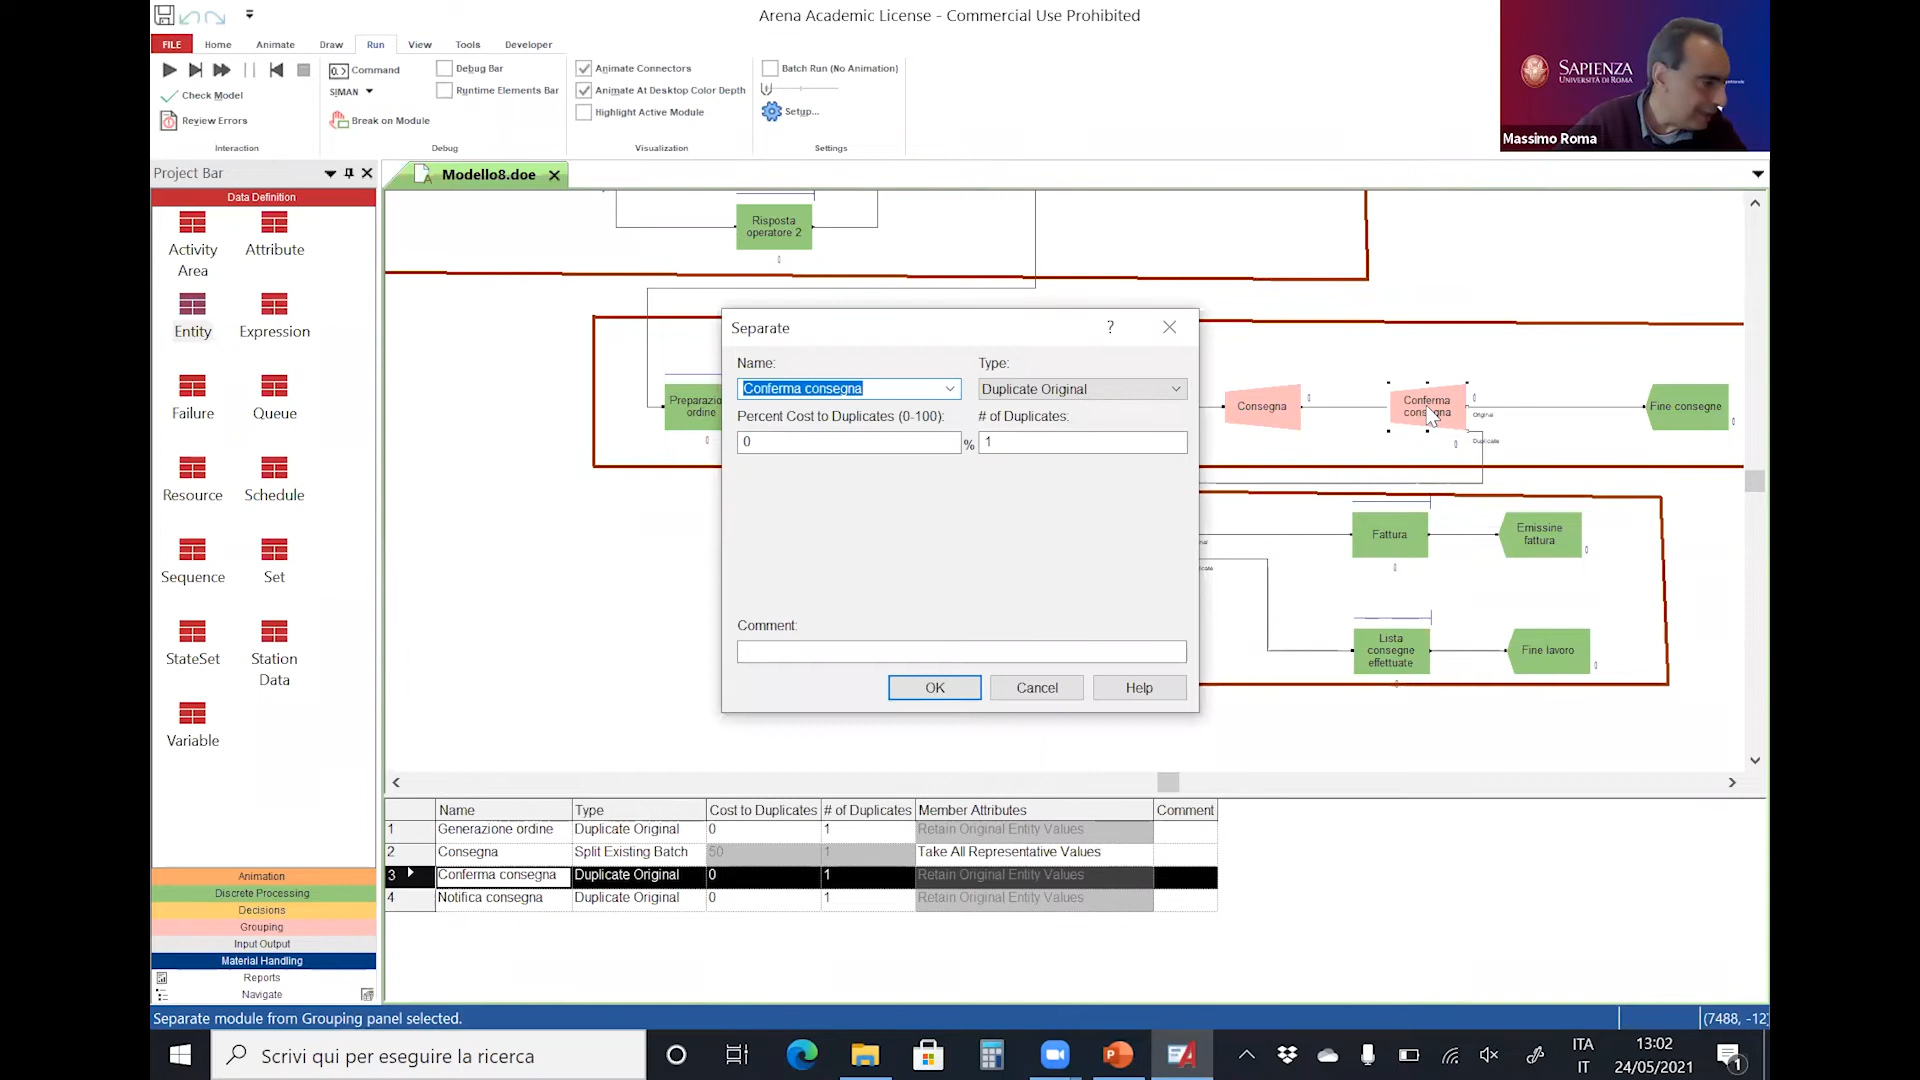 Arena Academic License - Commercial Use Prohibited
FILE
Home
Animate
Draw
Run
View
Tools
Developer
Command
SIMAN
Break on Module
Check Model
Review Errors
Interaction
Debug Bar
Runtime Elements Bar
Debug
Animate Connectors
Animate At Desktop Color Depth
Highlight Active Module
Visualization
Batch Run (No Animation)
Setup...
Settings
SAPIENZA
UNIVERSITÀ DI ROMA
Massimo Roma
Project Bar
Modello8.doe
Data Definition
Activity Area
Attribute
Entity
Expression
Failure
Queue
Resource
Schedule
Sequence
Set
StateSet
Station Data
Variable
Animation
Discrete Processing
Decisions
Grouping
Input Output
Material Handling
Reports
Navigate
Risposta
operatore 2
ordine
Consegna
Conferma
Original
Duplicate
Fine consegne
Fattura
Emissine
fattura
Lista
consegne
effettuate
Fine lavoro
Separate
?
Name:
Type:
Conferma consegna
Duplicate Original
Percent Cost to Duplicates (0-100):
# of Duplicates:
0
%
1
Comment:
OK
Cancel
Help
Name Type Cost to Duplicates # of Duplicates Member Attributes Comment
1 Generazione ordine Duplicate Original 0 1 Retain Original Entity Values
2 Consegna Split Existing Batch 50 1 Take All Representative Values
3 Conferma consegna Duplicate Original 0 1 Retain Original Entity Values
4 Notifica consegna Duplicate Original 0 1 Retain Original Entity Values
Separate module from Grouping panel selected.
Scrivi qui per eseguire la ricerca
ITA
IT
13:02
24/05/2021
1